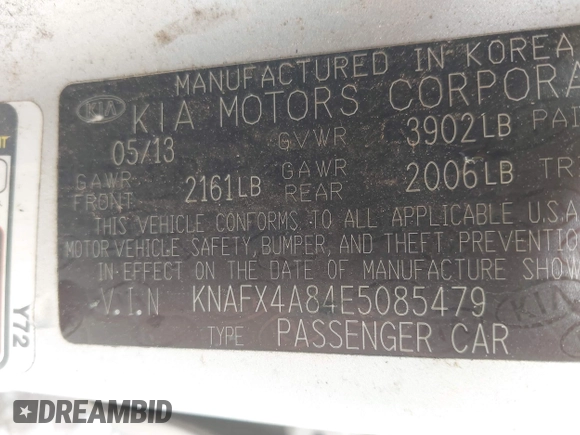 MANUFACTURED IN KOREA
KIA KIA MOTORS CORPORA
05/13 GVWR 3902LB
GAWR FRONT 2161LB GAWR REAR 2006LB
THIS VEHICLE CONFORMS TO ALL APPLICABLE U.S.A
MOTOR VEHICLE SAFETY, BUMPER, AND THEFT PREVENTIO
IN EFFECT ON THE DATE OF MANUFACTURE SHOW
V.I.N KNAFX4A84E5085479
TYPE PASSENGER CAR
KIA
Y72
DREAMBID